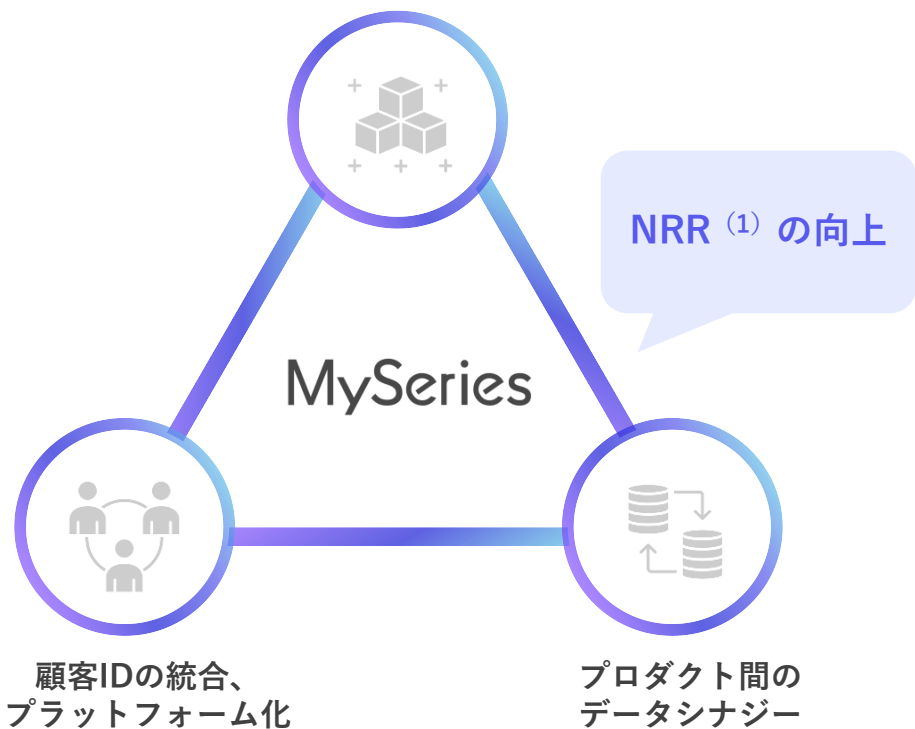 NRR（1）の向上
MySeries
顧客IDの統合、
プラットフォーム化
プロダクト間の
データシナジー